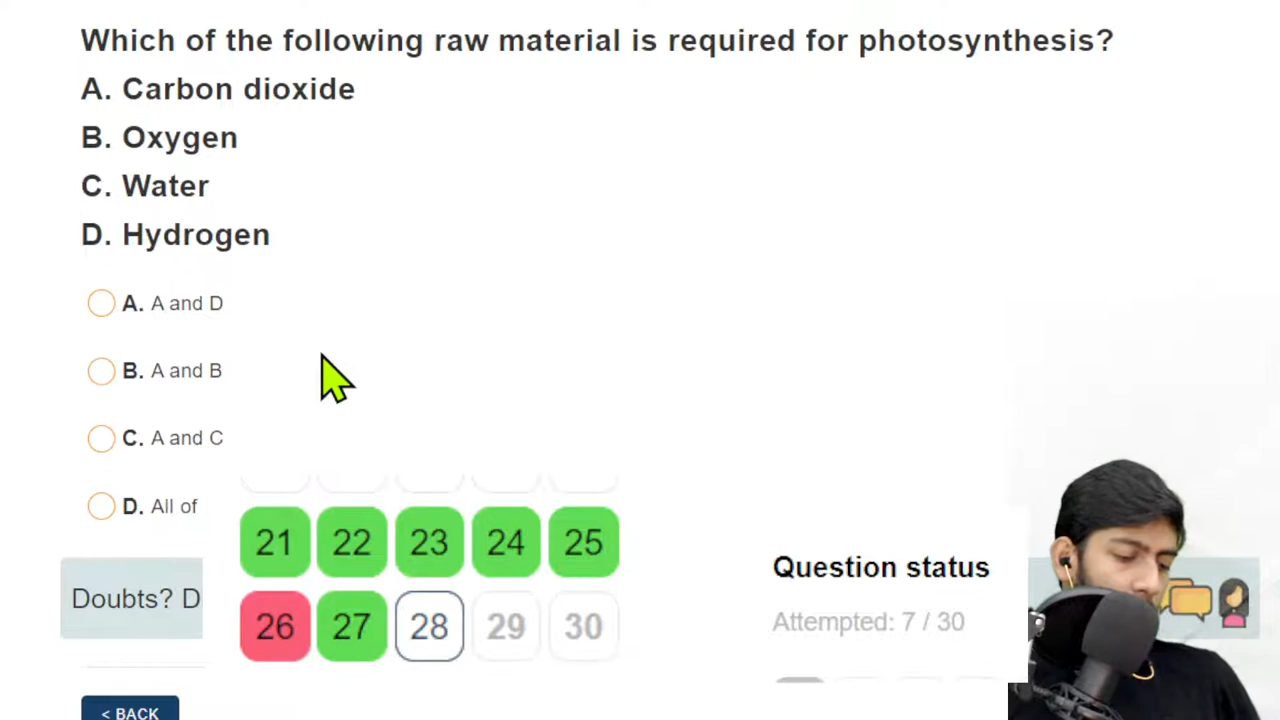 Which of the following raw material is required for photosynthesis?
A. Carbon dioxide
B. Oxygen
C. Water
D. Hydrogen
A. A and D
B. A and B
C. A and C
D. All of
21 22 23 24 25
Doubts? D
Question status
26 27 28 29 30
Attempted: 7 / 30
< BACK